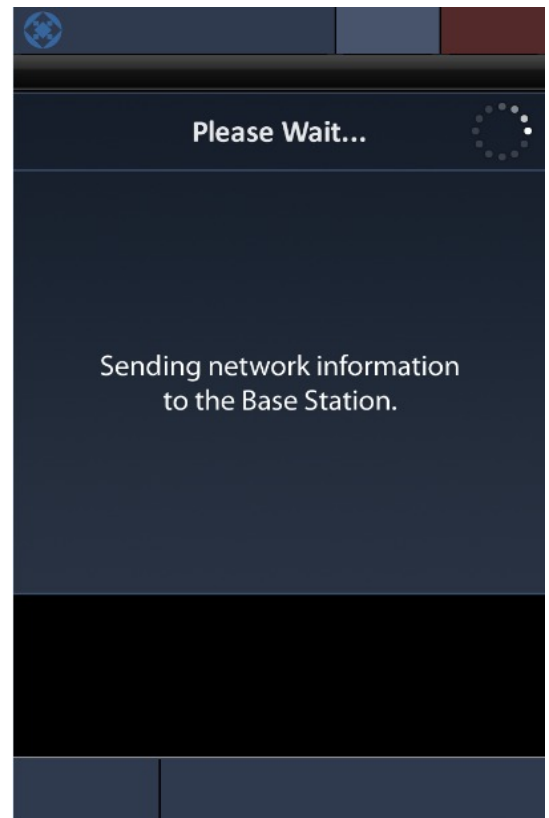 Please Wait...
Sending network information
to the Base Station.